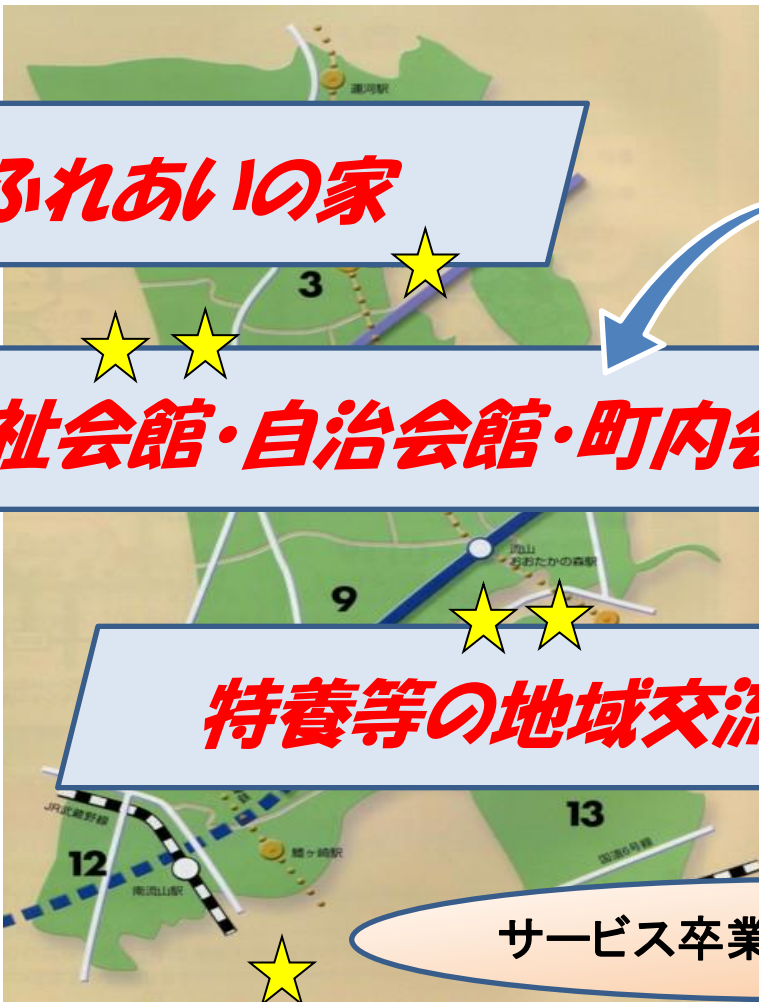 運河駅
ふれあいの家
3
祉会館・自治会館・町内会
流山
おおたかの森駅
9
特養等の地域交流
JR武蔵野線
13
12
鰭ヶ崎駅
国道6号線
南流山駅
サービス卒業